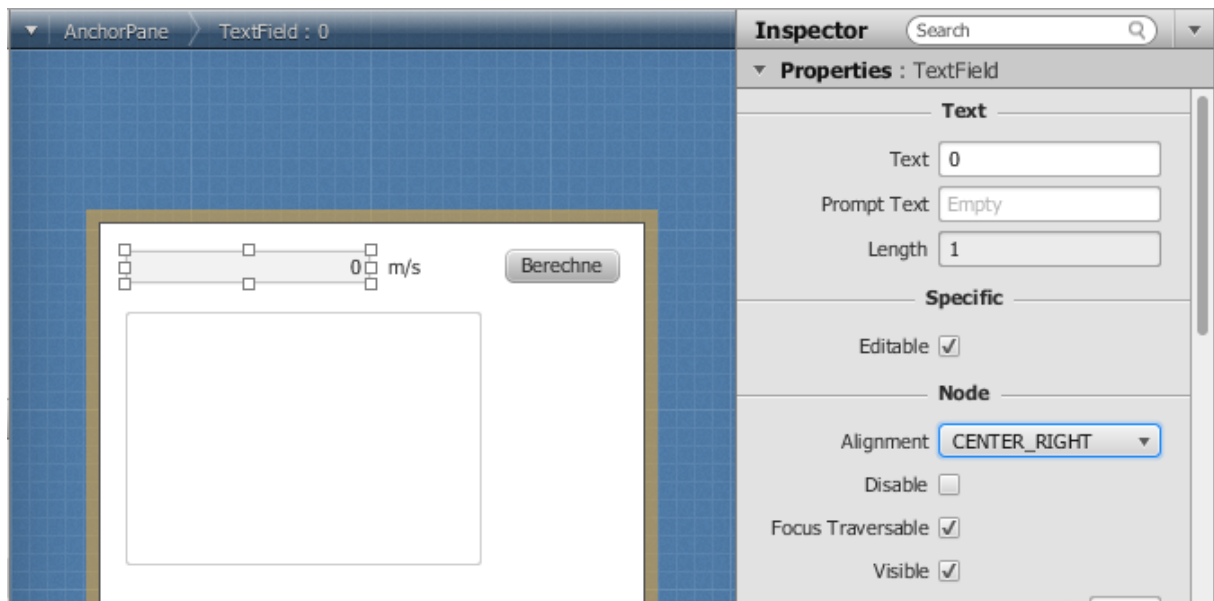 AnchorPane TextField : 0
Inspector Search
Properties : TextField
Text
Text 0
Prompt Text Empty
Length 1
0 m/s Berechne
Specific
Editable
Node
Alignment CENTER_RIGHT
Disable
Focus Traversable
Visible